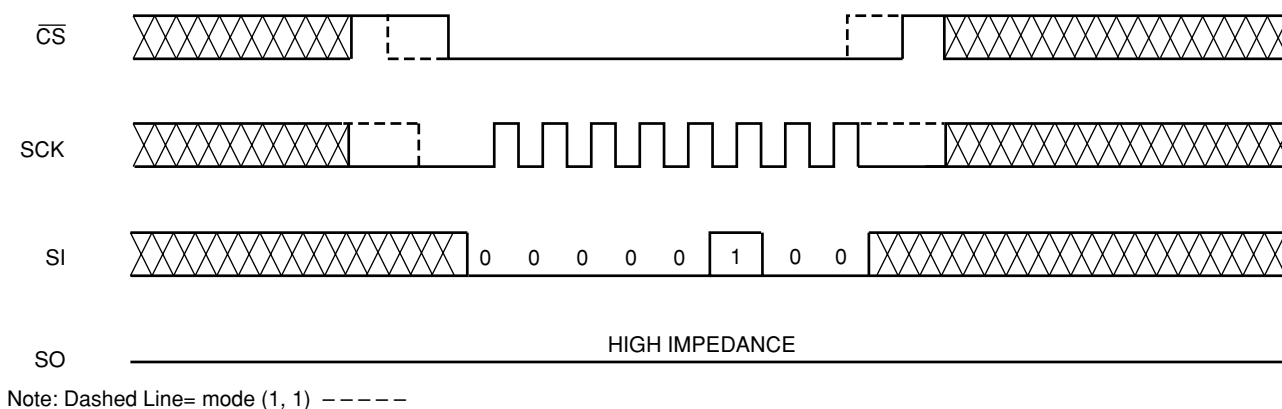 CS
SCK
SI
0 0 0 0 0 1 0 0
HIGH IMPEDANCE
SO
Note: Dashed Line= mode (1, 1) – – – – –